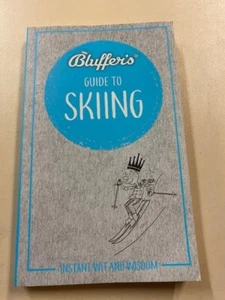 Bluffer's
GUIDE TO
SKIING
INSTANT WIT AND WISDOM